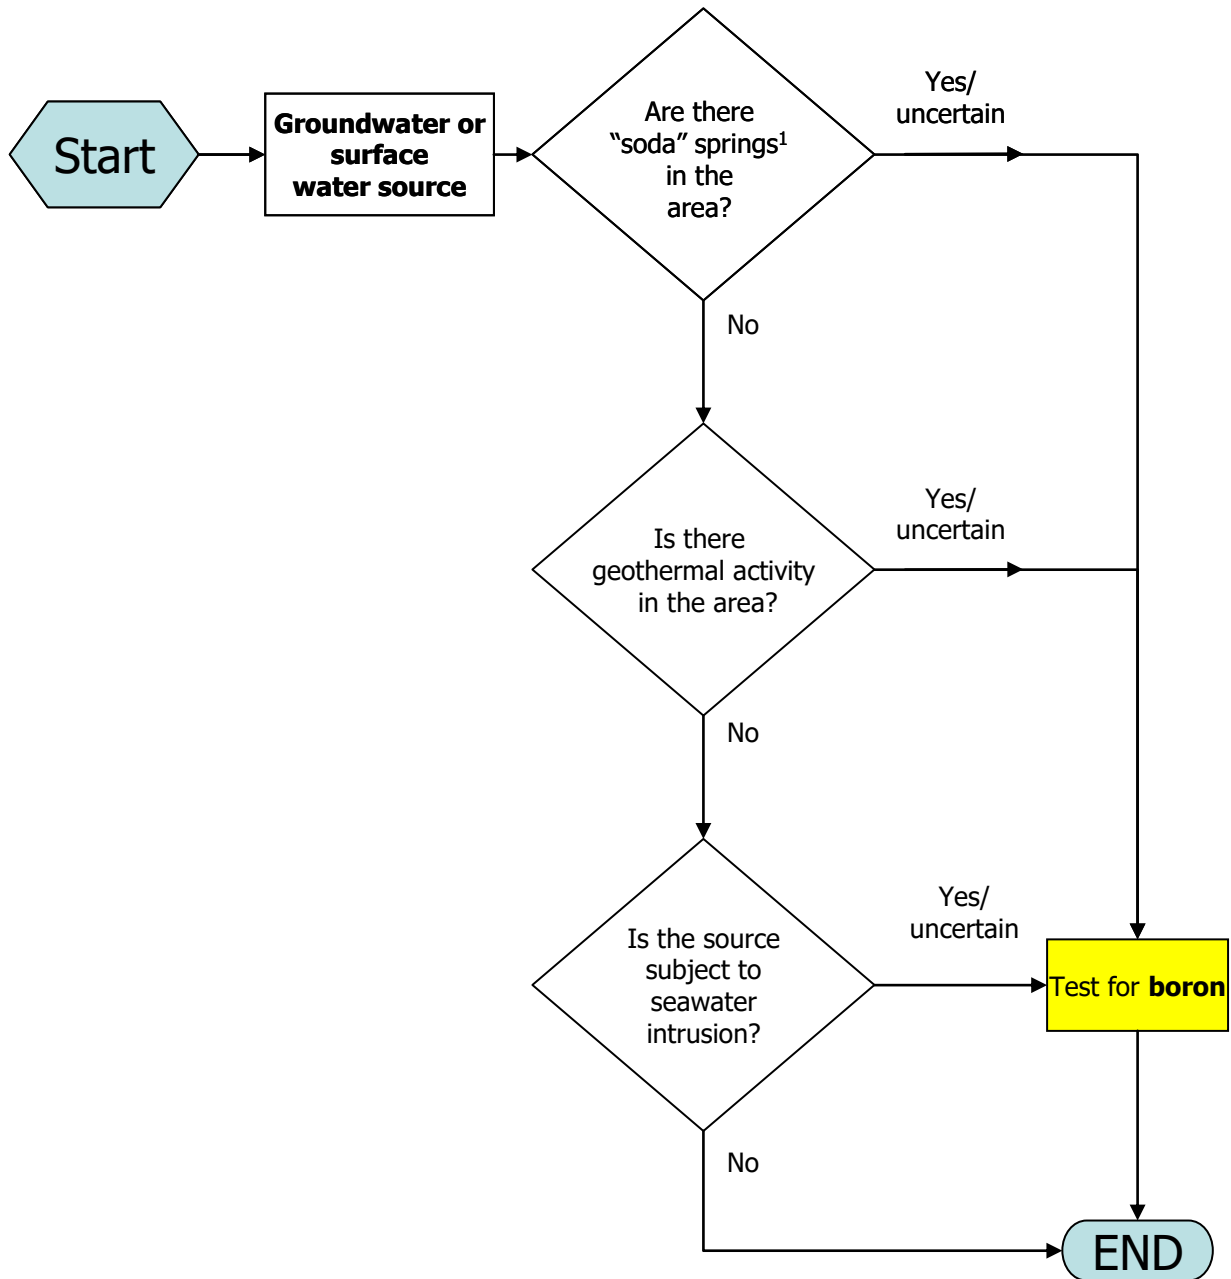 Start
Groundwater or
surface
water source
Are there
“soda” springs¹
in the
area?
Yes/
uncertain
No
Is there
geothermal activity
in the area?
Yes/
uncertain
No
Is the source
subject to
seawater
intrusion?
Yes/
uncertain
Test for boron
No
END